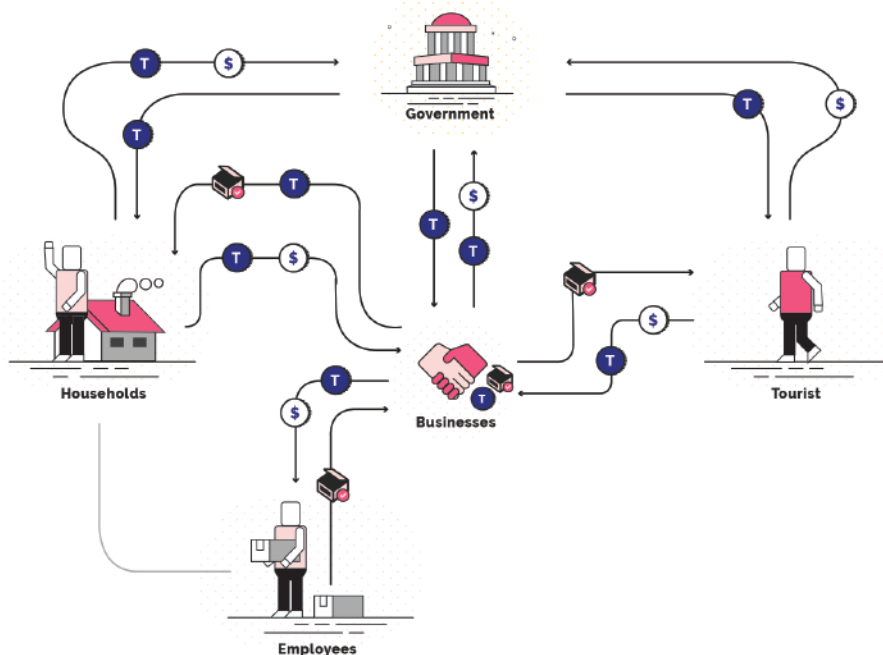 T
$
Government
T
T
$
T
T
$
T
T
$
T
$
T
T
T
$
T
Households
Businesses
Tourist
Employees